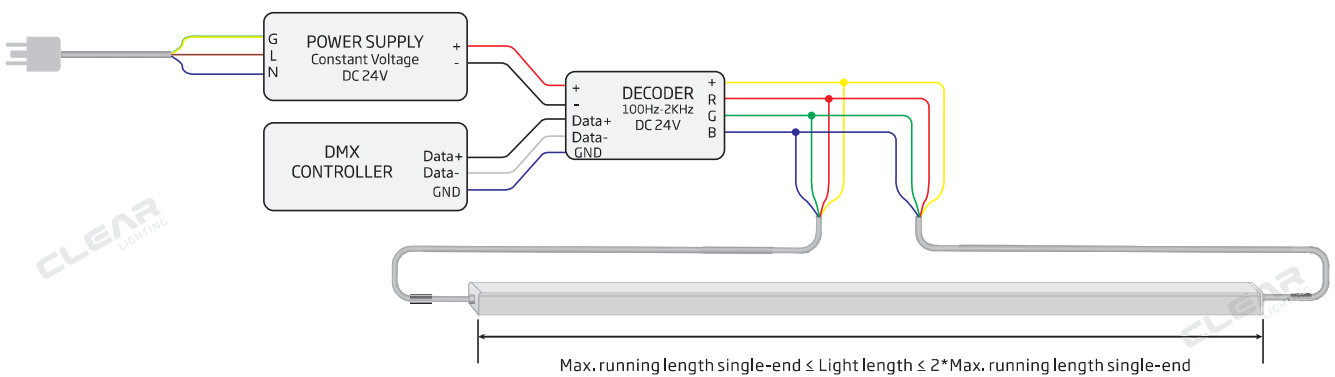 G
L
N
POWER SUPPLY
Constant Voltage
DC 24V
+
-
DMX
CONTROLLER
Data+
Data-
GND
+
-
Data+
Data-
GND
DECODER
100Hz-2KHz
DC 24V
+
R
G
B
CLEAR
LIGHTING
CLEAR
LIGHTING
Max. running length single-end ≤ Light length ≤ 2*Max. running length single-end